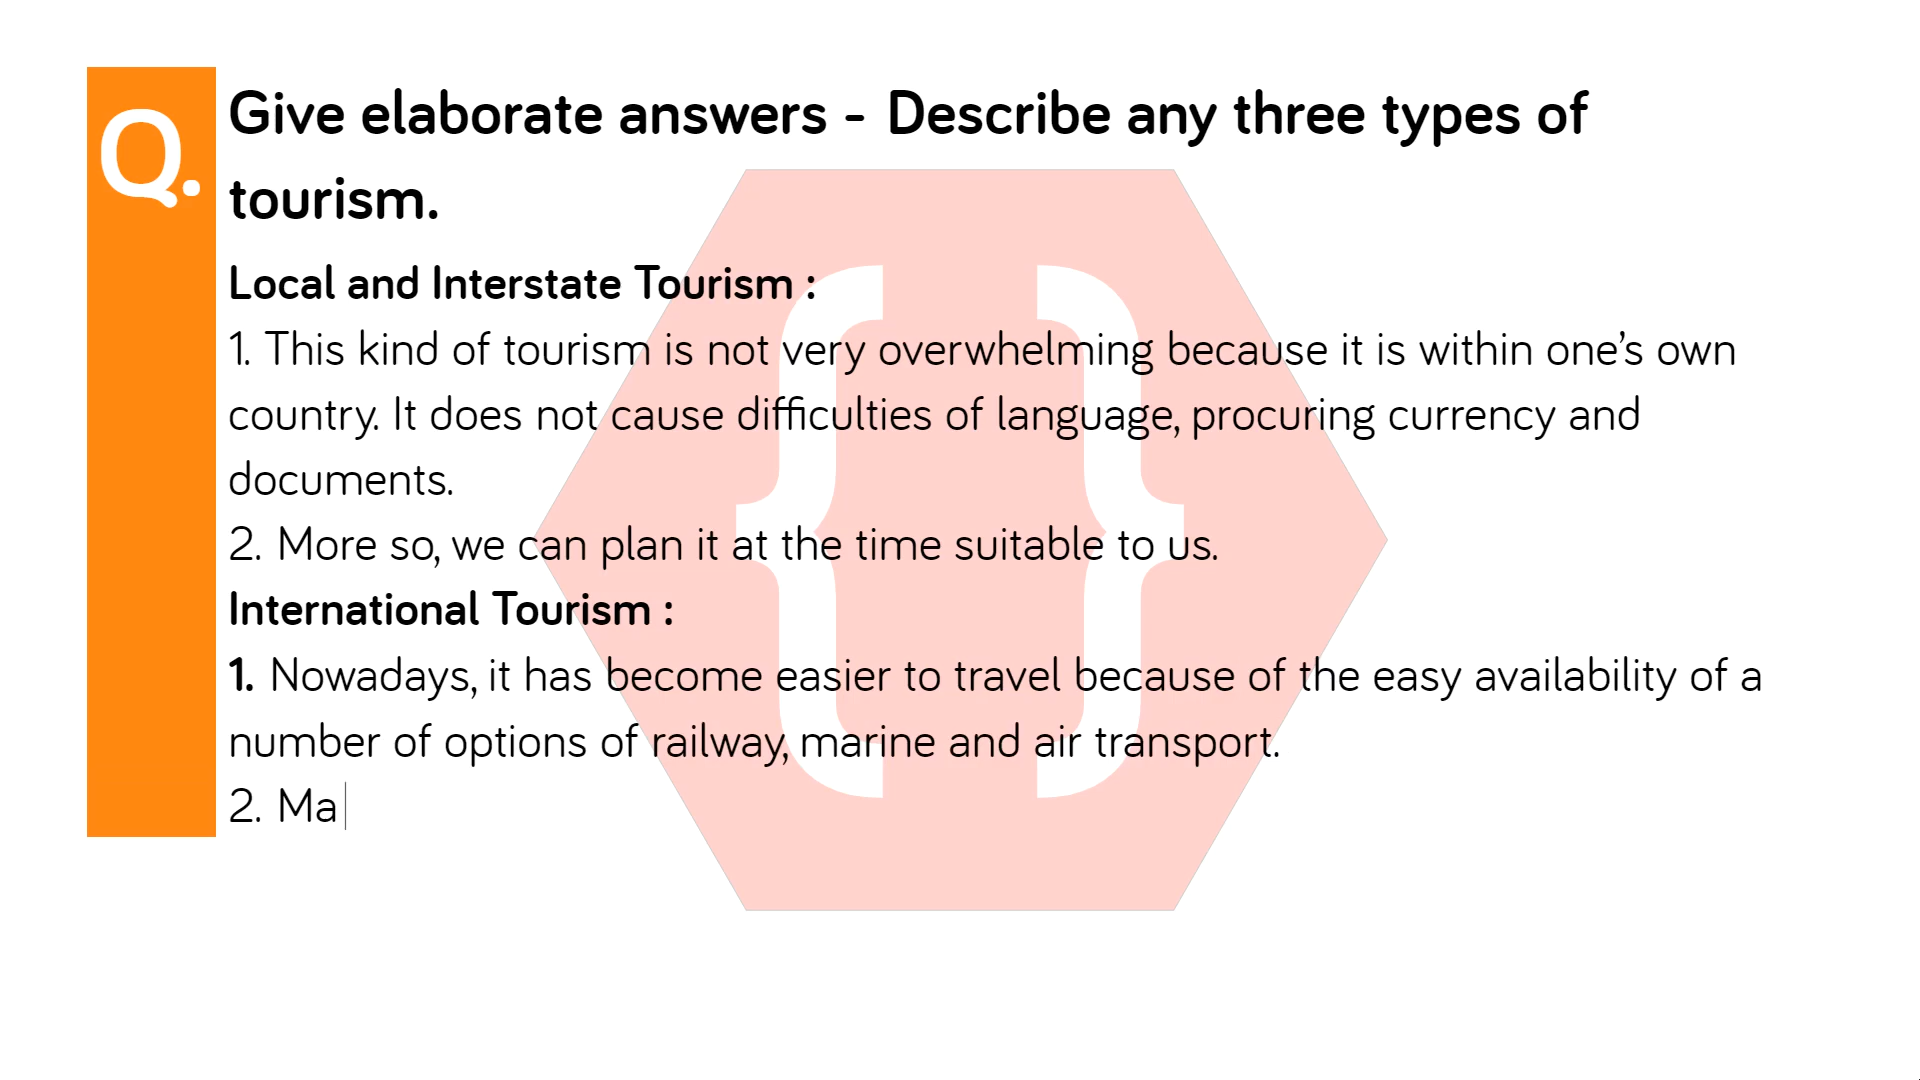 Q.
Give elaborate answers - Describe any three types of
tourism.
Local and Interstate Tourism :
1. This kind of tourism is not very overwhelming because it is within one’s own
country. It does not cause difficulties of language, procuring currency and
documents.
2. More so, we can plan it at the time suitable to us.
International Tourism :
1. Nowadays, it has become easier to travel because of the easy availability of a
number of options of railway, marine and air transport.
2. Ma